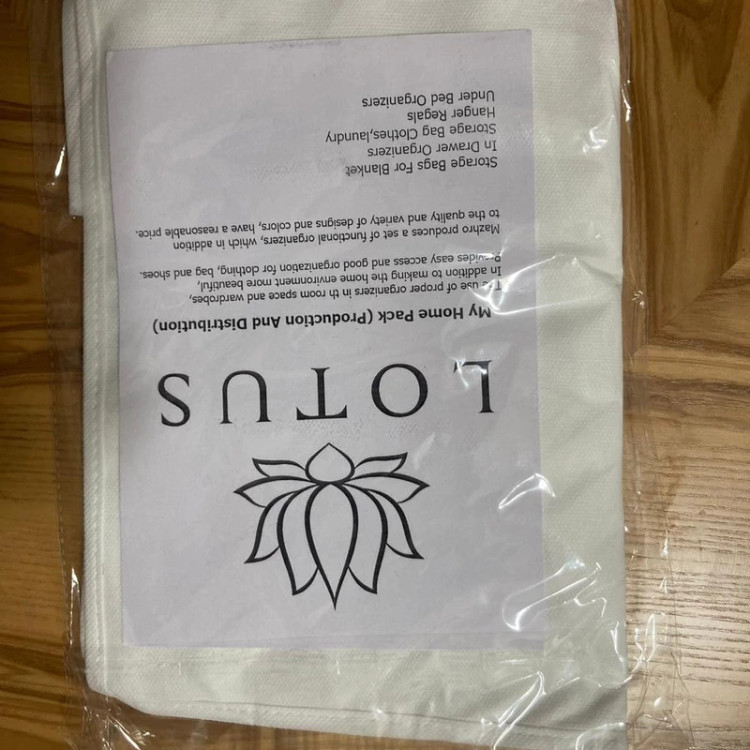 LOTUS
My Home Pack (Production And Distribution)
The use of proper organizers in th room space and wardrobes,
In addition to making the home environment more beautiful,
Provides easy access and good organization for clothing, bag and shoes.
Mazhro produces a set of functional organizers, which in addition
to the quality and variety of designs and colors, have a reasonable price.
Storage Bags For Blanket
In Drawer Organizers
Storage Bag Clothes,laundry
Hanger Regals
Under Bed Organizers